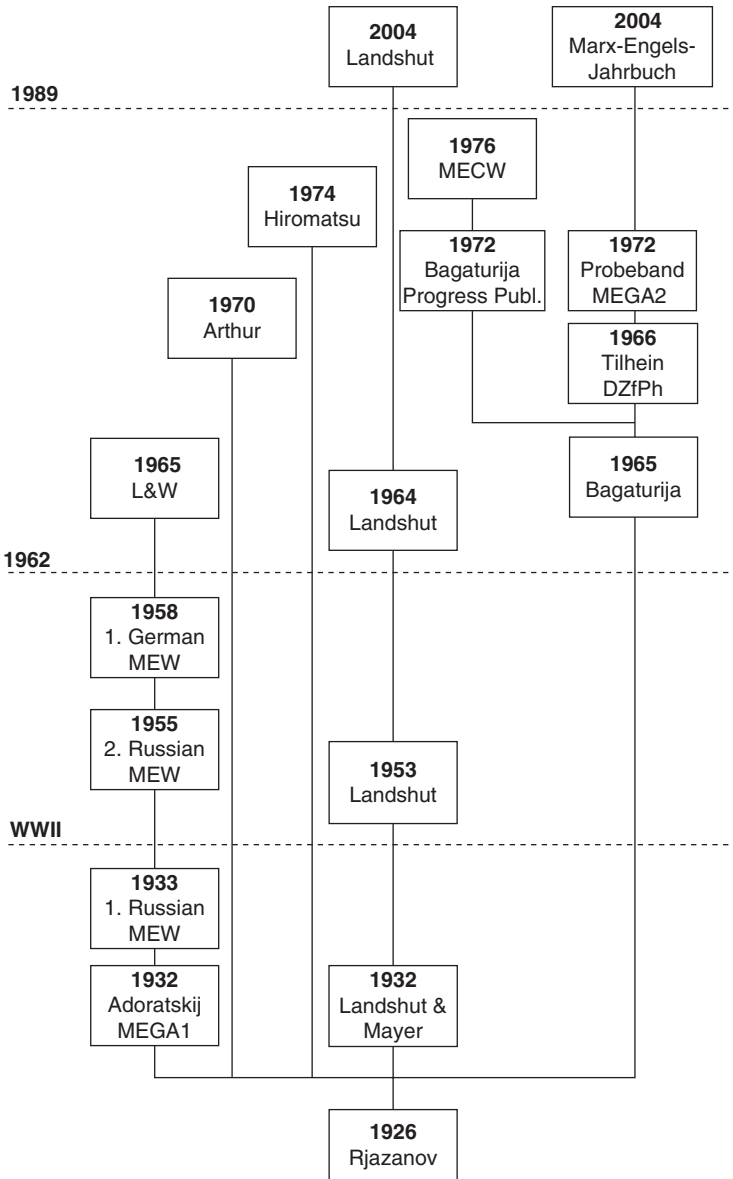 2004
Landshut
2004
Marx-Engels-
Jahrbuch
1989
1976
MECW
1974
Hiromatsu
1972
Bagaturija
Progress Publ.
1972
Probeband
MEGA2
1970
Arthur
1966
Tilhein
DZfPh
1965
L&W
1964
Landshut
1965
Bagaturija
1962
1958
1. German
MEW
1955
2. Russian
MEW
1953
Landshut
WWII
1933
1. Russian
MEW
1932
Adoratskij
MEGA1
1932
Landshut &
Mayer
1926
Rjazanov